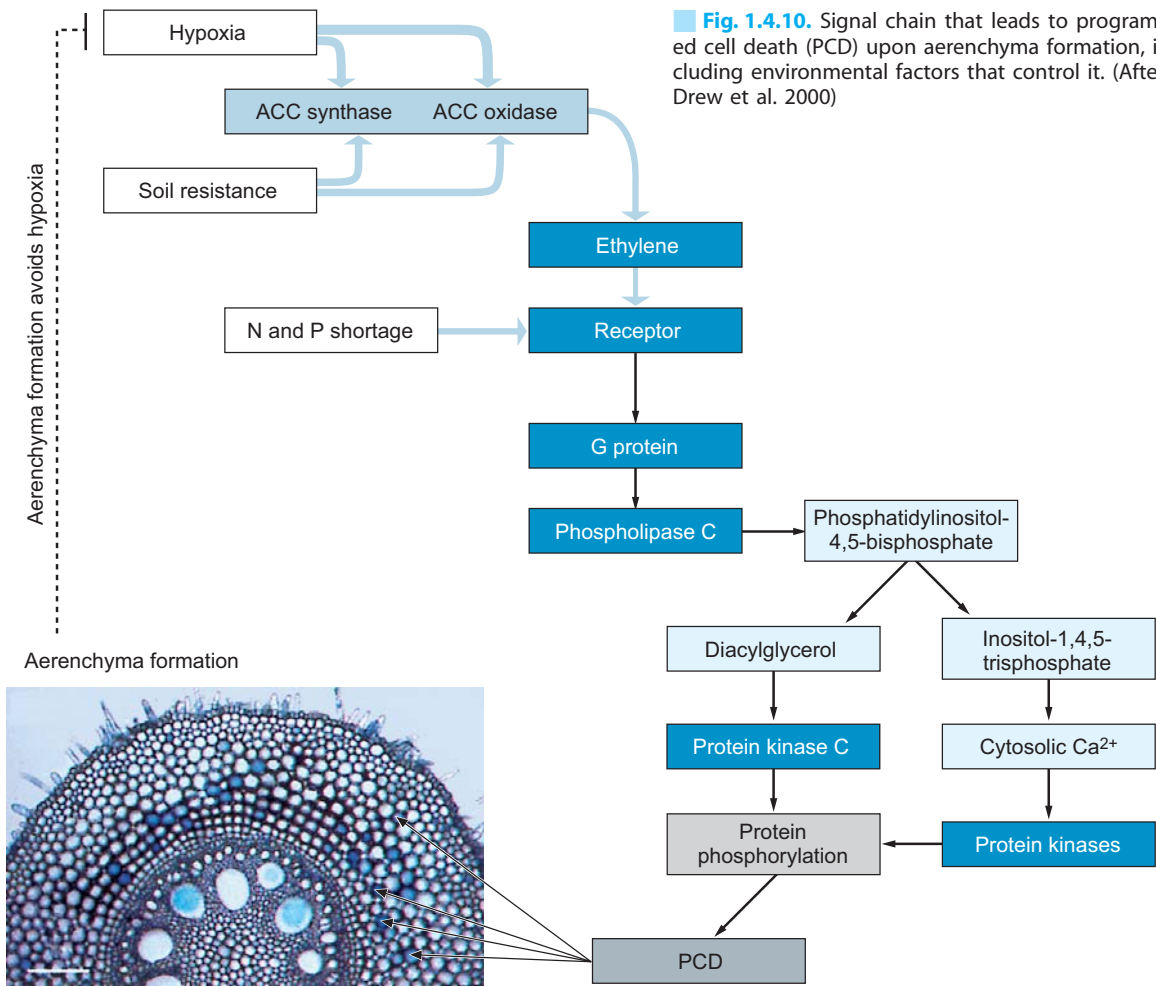 Fig. 1.4.10. Signal chain that leads to program
ed cell death (PCD) upon aerenchyma formation, i
cluding environmental factors that control it. (Afte
Drew et al. 2000)
Hypoxia
ACC synthase ACC oxidase
Soil resistance
Ethylene
N and P shortage
Receptor
G protein
Phospholipase C
Phosphatidylinositol-
4,5-bisphosphate
Diacylglycerol
Inositol-1,4,5-
trisphosphate
Protein kinase C
Cytosolic Ca²⁺
Protein
phosphorylation
Protein kinases
PCD
Aerenchyma formation avoids hypoxia
Aerenchyma formation